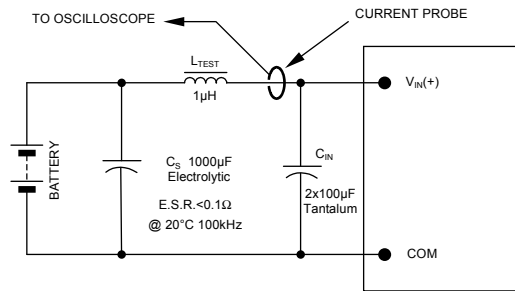 TO OSCILLOSCOPE
CURRENT PROBE
LTEST
1µH
VIN(+)
BATTERY
CS 1000µF
Electrolytic
E.S.R.<0.1Ω
@ 20°C 100kHz
CIN
2x100µF
Tantalum
COM